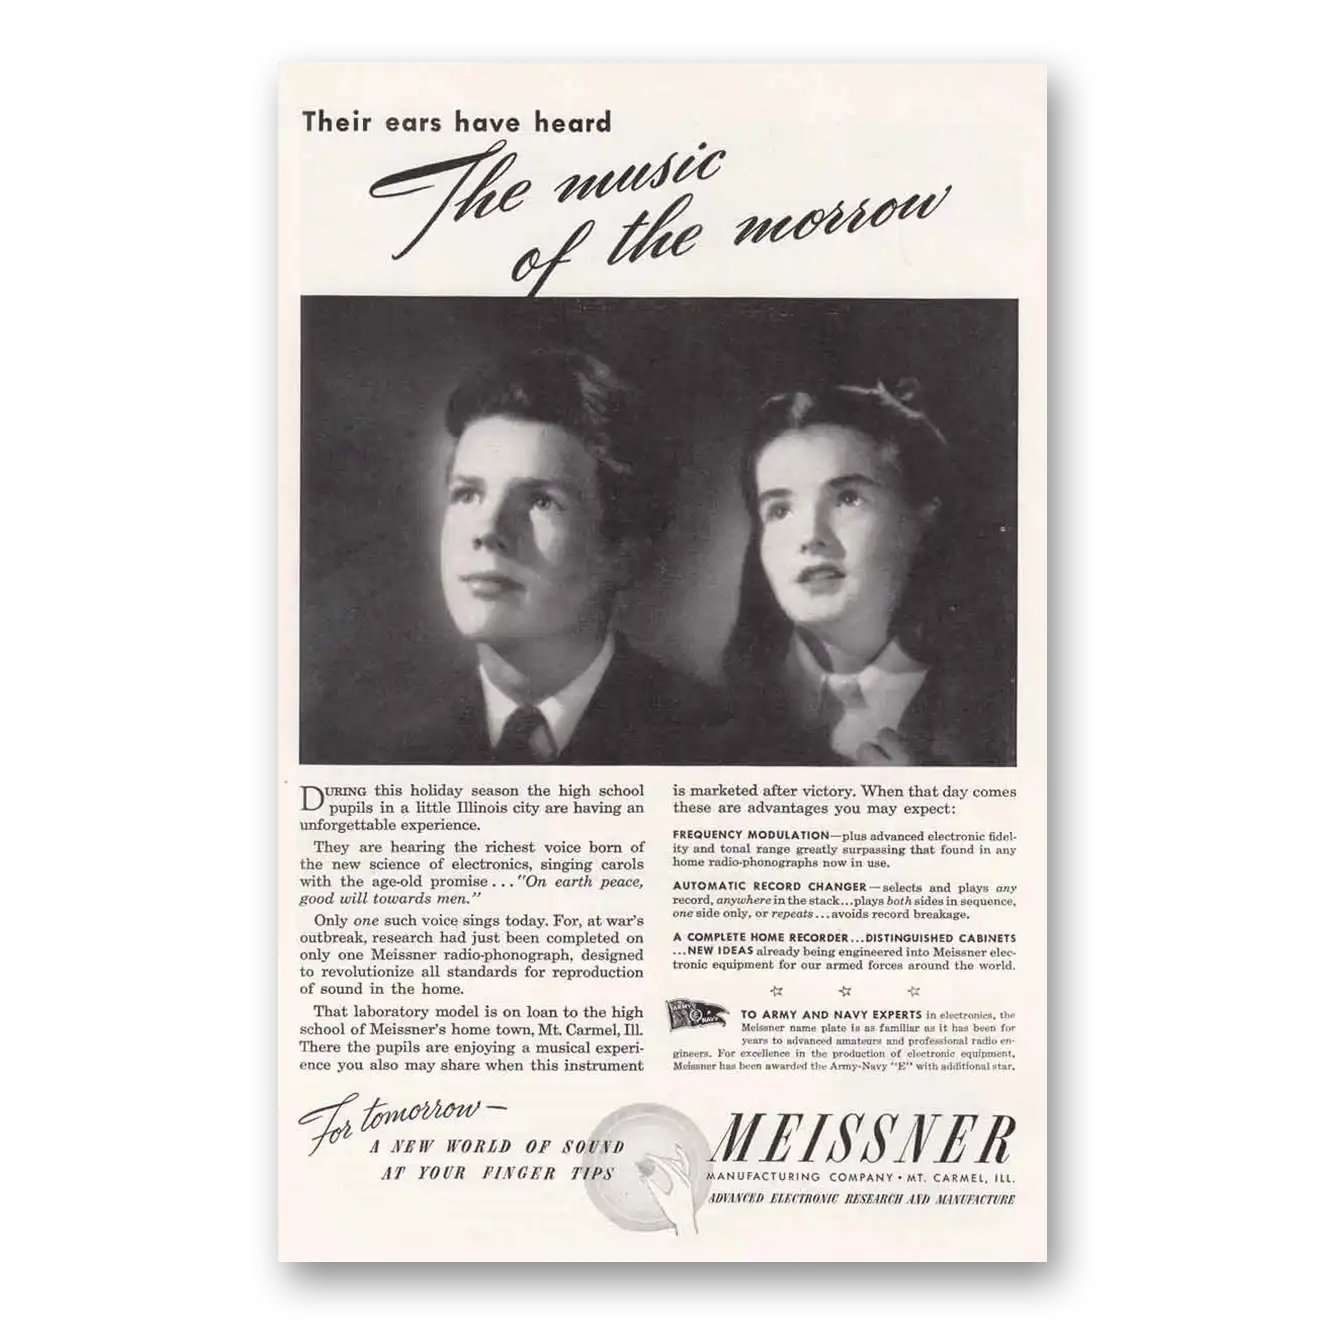 Their ears have heard
The music
of the morrow
DURING this holiday season the high school
pupils in a little Illinois city are having an
unforgettable experience.
They are hearing the richest voice born of
the new science of electronics, singing carols
with the age-old promise . . . "On earth peace,
good will towards men."
Only one such voice sings today. For, at war's
outbreak, research had just been completed on
only one Meissner radio-phonograph, designed
to revolutionize all standards for reproduction
of sound in the home.
That laboratory model is on loan to the high
school of Meissner's home town, Mt. Carmel, Ill.
There the pupils are enjoying a musical experi-
ence you also may share when this instrument
is marketed after victory. When that day comes
these are advantages you may expect:
FREQUENCY MODULATION—plus advanced electronic fidel-
ity and tonal range greatly surpassing that found in any
home radio-phonographs now in use.
AUTOMATIC RECORD CHANGER—selects and plays any
record, anywhere in the stack...plays both sides in sequence,
one side only, or repeats...avoids record breakage.
A COMPLETE HOME RECORDER...DISTINGUISHED CABINETS
...NEW IDEAS already being engineered into Meissner elec-
tronic equipment for our armed forces around the world.
ARMY E NAVY
TO ARMY AND NAVY EXPERTS in electronics, the
Meissner name plate is as familiar as it has been for
years to advanced amateurs and professional radio en-
gineers. For excellence in the production of electronic equipment,
Meissner has been awarded the Army-Navy "E" with additional star.
For tomorrow—
A NEW WORLD OF SOUND
AT YOUR FINGER TIPS
MEISSNER
MANUFACTURING COMPANY • MT. CARMEL, ILL.
ADVANCED ELECTRONIC RESEARCH AND MANUFACTURE